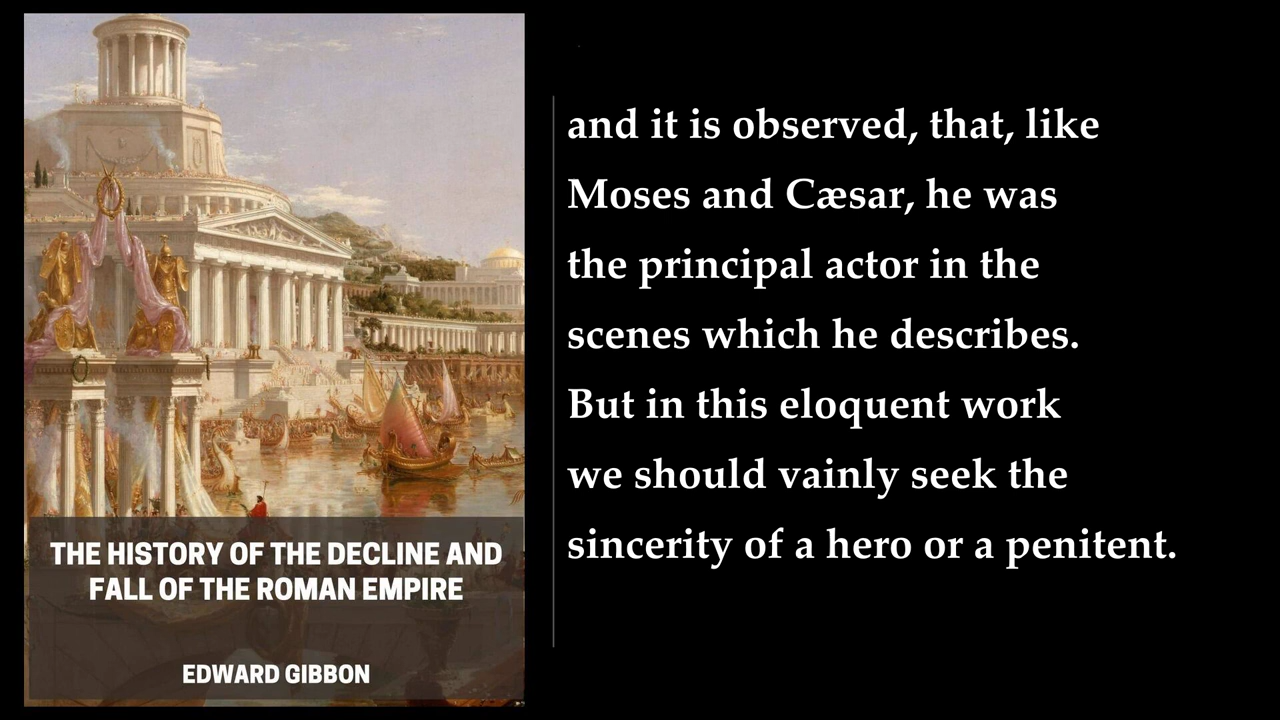 THE HISTORY OF THE DECLINE AND
FALL OF THE ROMAN EMPIRE
EDWARD GIBBON
and it is observed, that, like
Moses and Cæsar, he was
the principal actor in the
scenes which he describes.
But in this eloquent work
we should vainly seek the
sincerity of a hero or a penitent.